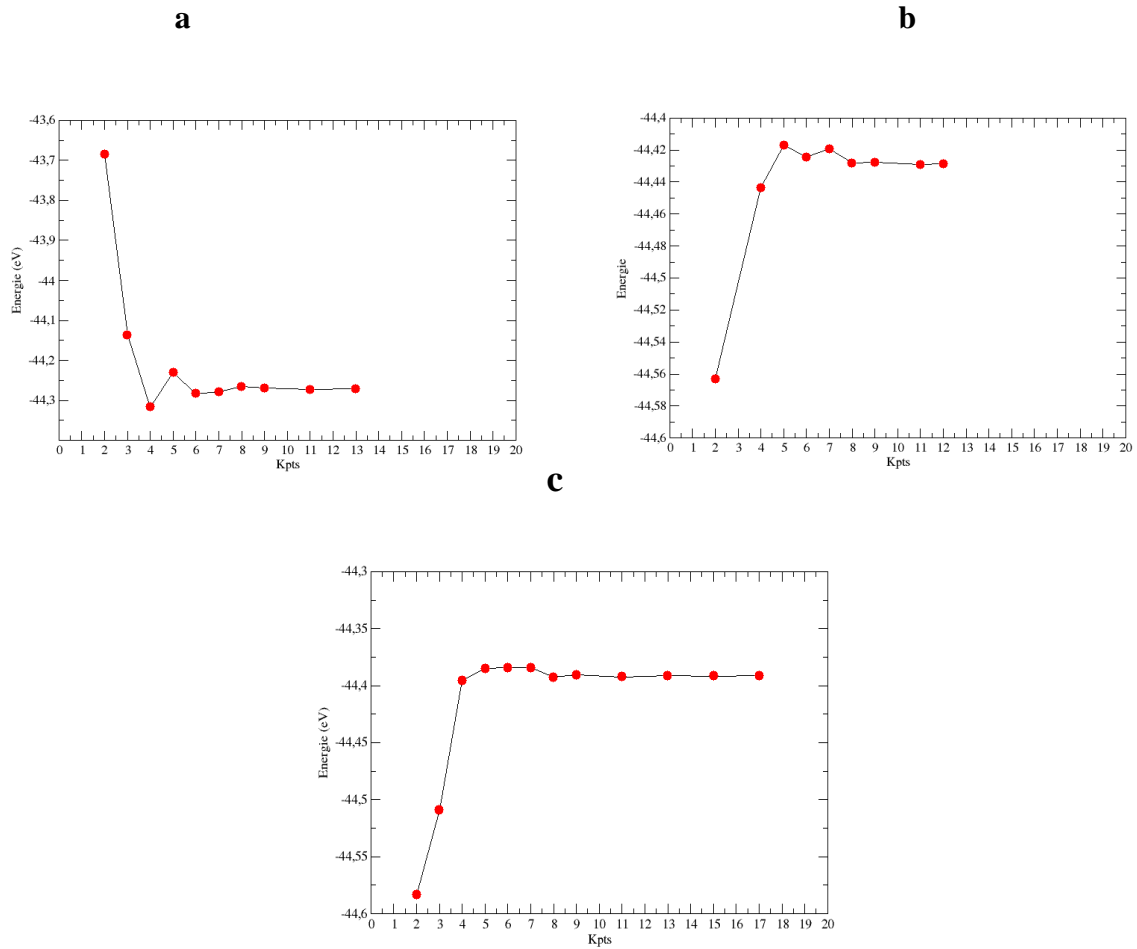 a
-43,6
-43,7
-43,8
-43,9
-44
-44,1
-44,2
-44,3
Energie (eV)
0 1 2 3 4 5 6 7 8 9 10 11 12 13 14 15 16 17 18 19 20
Kpts
b
-44,4
-44,42
-44,44
-44,46
-44,48
-44,5
-44,52
-44,54
-44,56
-44,58
-44,6
Energie
0 1 2 3 4 5 6 7 8 9 10 11 12 13 14 15 16 17 18 19 20
Kpts
c
-44,3
-44,35
-44,4
-44,45
-44,5
-44,55
-44,6
Energie (eV)
0 1 2 3 4 5 6 7 8 9 10 11 12 13 14 15 16 17 18 19 20
Kpts